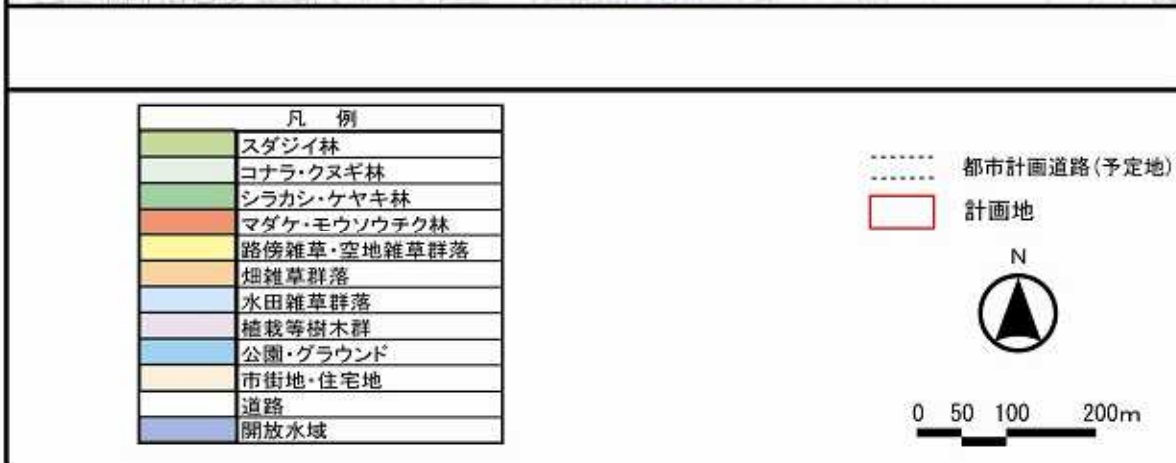 凡 例
スダジイ林
コナラ・クヌギ林
シラカシ・ケヤキ林
マダケ・モウソウチク林
路傍雑草・空地雑草群落
畑雑草群落
水田雑草群落
植栽等樹木群
公園・グラウンド
市街地・住宅地
道路
開放水域
都市計画道路(予定地)
計画地
N
0 50 100 200m